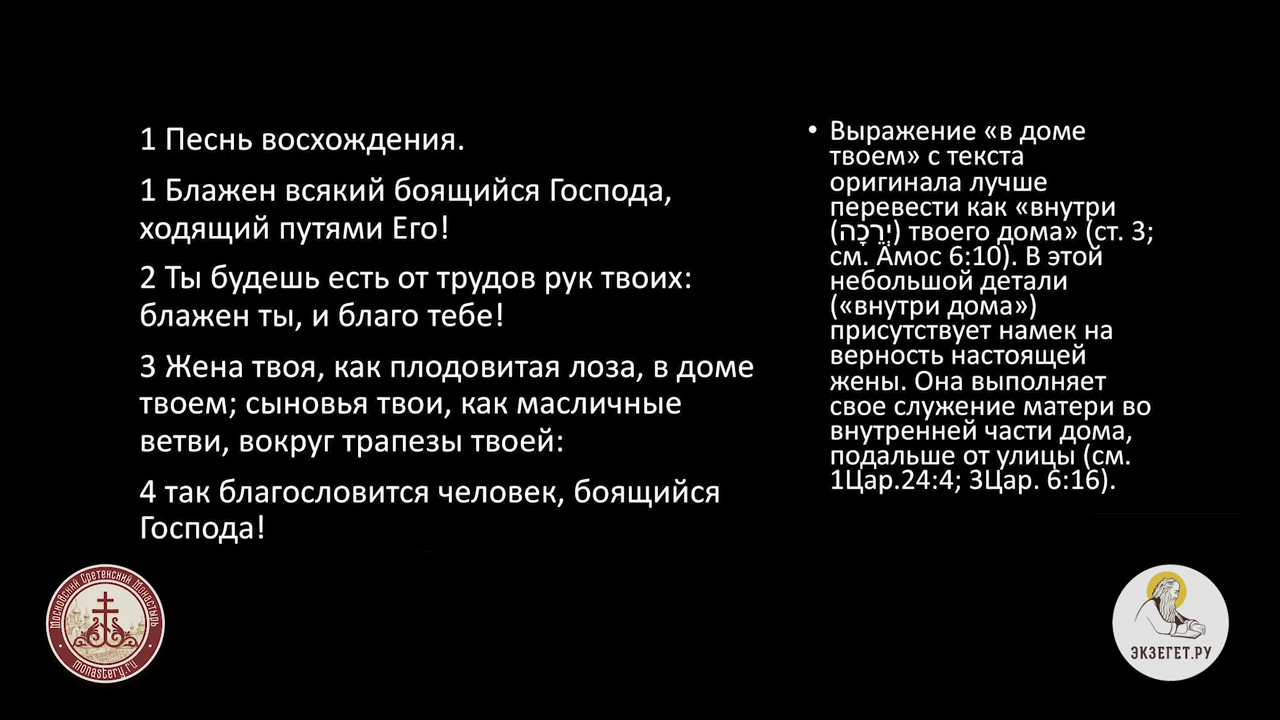 1 Песнь восхождения.
1 Блажен всякий боящийся Господа,
ходящий путями Его!
2 Ты будешь есть от трудов рук твоих:
блажен ты, и благо тебе!
3 Жена твоя, как плодовитая лоза, в доме
твоем; сыновья твои, как масличные
ветви, вокруг трапезы твоей:
4 так благословится человек, боящийся
Господа!
• Выражение «в доме
твоем» с текста
оригинала лучше
перевести как «внутри
(יְרֵכָה) твоего дома» (ст. 3;
см. Амос 6:10). В этой
небольшой детали
(«внутри дома»)
присутствует намек на
верность настоящей
жены. Она выполняет
свое служение матери во
внутренней части дома,
подальше от улицы (см.
1Цар.24:4; 3Цар. 6:16).
Московский Сретенский Монастырь
monastery.ru
ЭКЗЕГЕТ.РУ